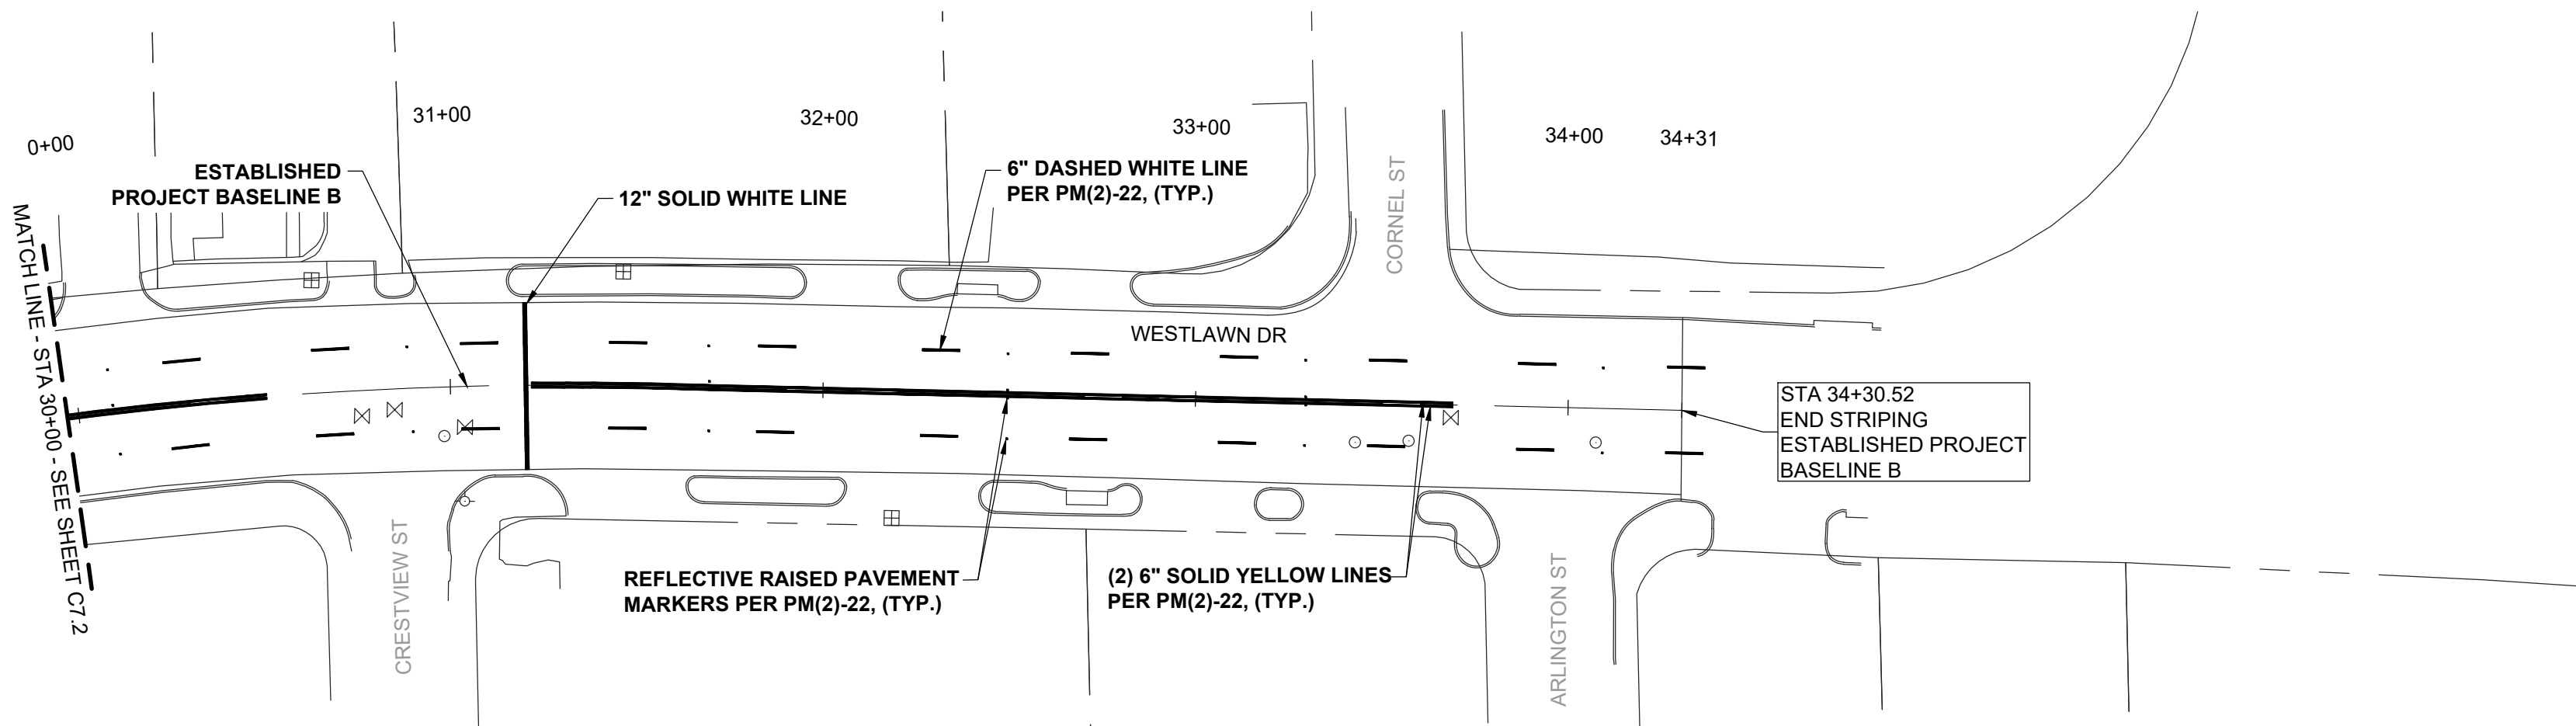 0+00
31+00
32+00
33+00
34+00
34+31
ESTABLISHED
PROJECT BASELINE B
12" SOLID WHITE LINE
6" DASHED WHITE LINE
PER PM(2)-22, (TYP.)
CORNEL ST
MATCH LINE - STA 30+00 - SEE SHEET C7.2
WESTLAWN DR
STA 34+30.52
END STRIPING
ESTABLISHED PROJECT
BASELINE B
CRESTVIEW ST
REFLECTIVE RAISED PAVEMENT
MARKERS PER PM(2)-22, (TYP.)
(2) 6" SOLID YELLOW LINES
PER PM(2)-22, (TYP.)
ARLINGTON ST